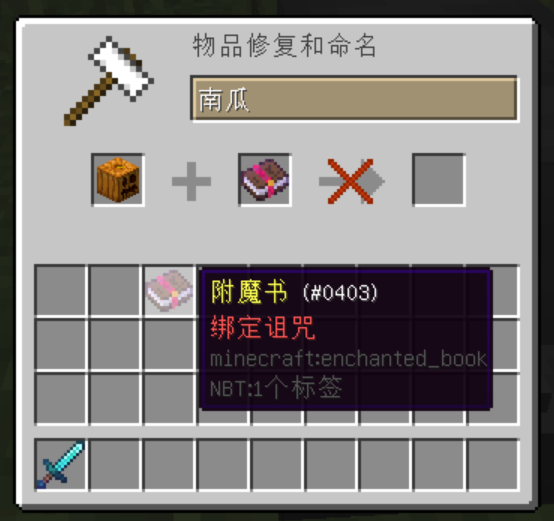 物品修复和命名
南瓜
附魔书 (#0403)
绑定诅咒
minecraft:enchanted_book
NBT:1个标签